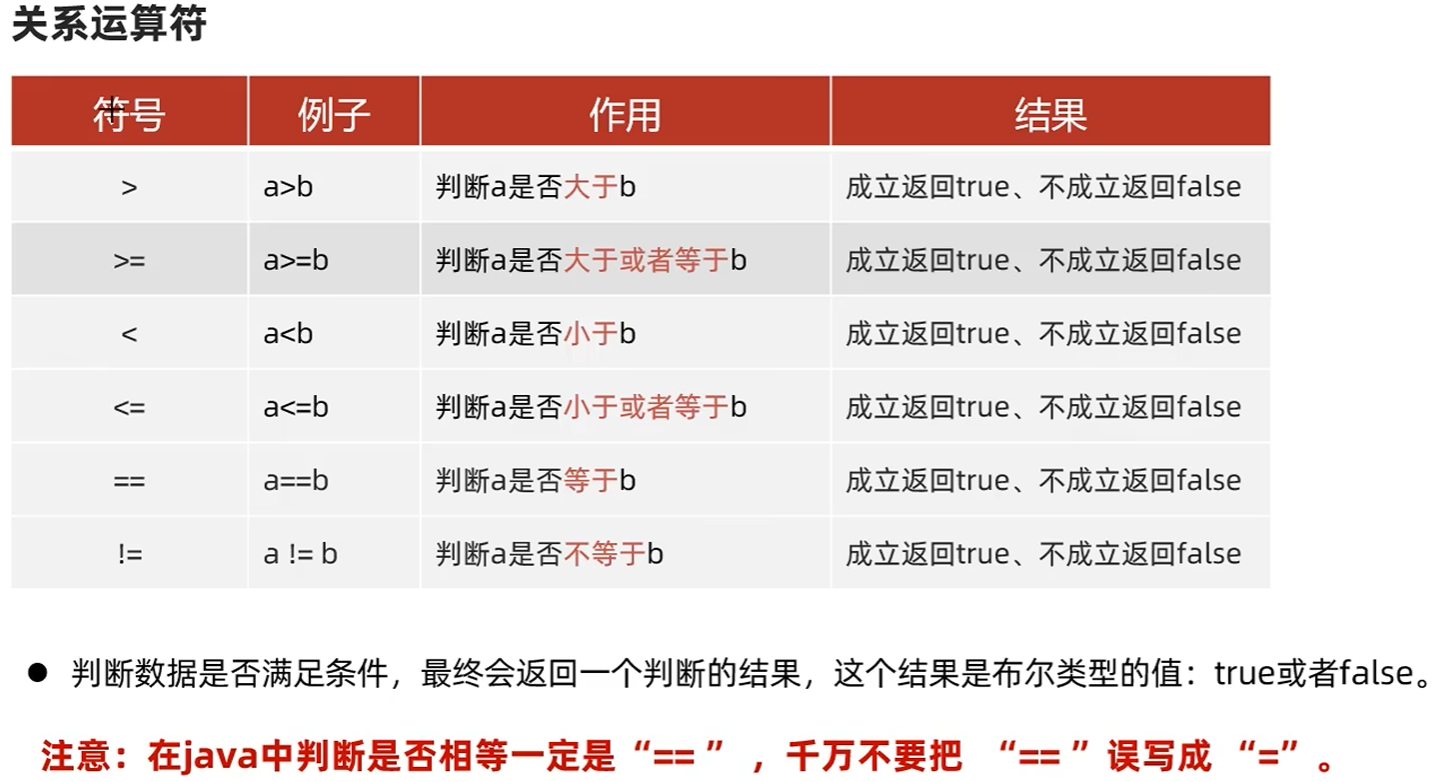 关系运算符
符号 例子 作用 结果
> a>b 判断a是否大于b 成立返回true、不成立返回false
>= a>=b 判断a是否大于或者等于b 成立返回true、不成立返回false
< a<b 判断a是否小于b 成立返回true、不成立返回false
<= a<=b 判断a是否小于或者等于b 成立返回true、不成立返回false
== a==b 判断a是否等于b 成立返回true、不成立返回false
!= a != b 判断a是否不等于b 成立返回true、不成立返回false
● 判断数据是否满足条件，最终会返回一个判断的结果，这个结果是布尔类型的值：true或者false。
注意：在java中判断是否相等一定是“== ” ，千万不要把 “== ”误写成 “=”。